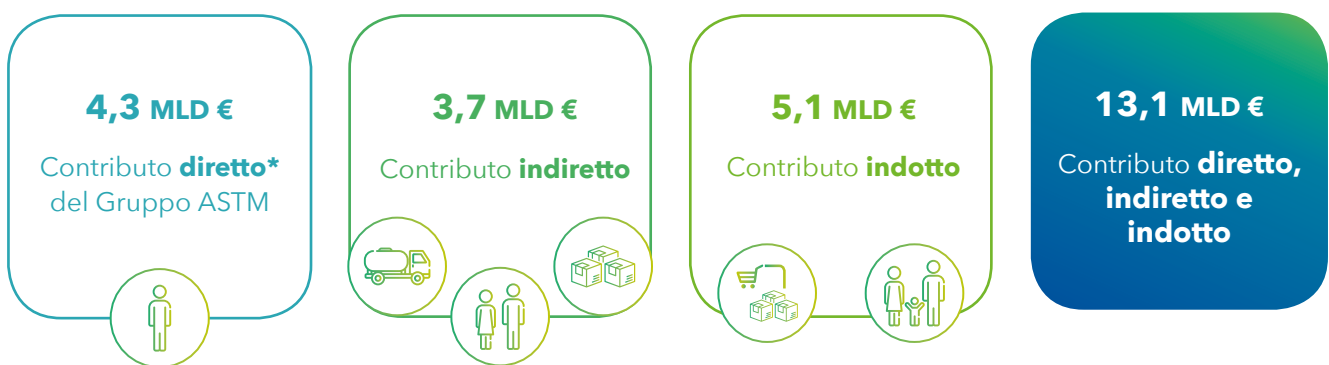 4,3 MLD €
Contributo diretto*
del Gruppo ASTM
3,7 MLD €
Contributo indiretto
5,1 MLD €
Contributo indotto
13,1 MLD €
Contributo diretto,
indiretto e
indotto